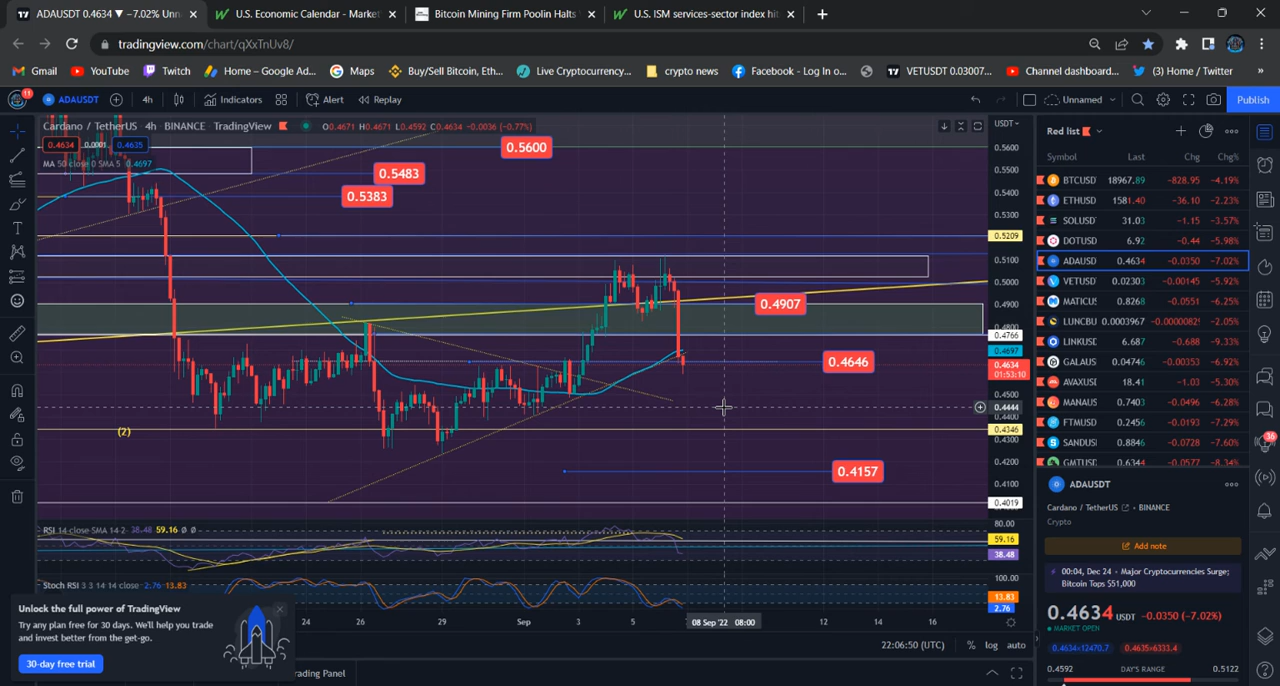 ADAUSDT 0.4634 ▼ −7.02% Unn
U.S. Economic Calendar - Market
Bitcoin Mining Firm Poolin Halts
U.S. ISM services-sector index hit
tradingview.com/chart/qXxTnUv8/
Gmail
YouTube
Twitch
Home – Google Ad...
Maps
Buy/Sell Bitcoin, Et...
Live Cryptocurrency...
crypto news
Facebook - Log In o...
VETUSDT 0.03007...
Channel dashboard...
(3) Home / Twitter
»
11
ADAUSDT
4h
Indicators
Alert
Replay
Unnamed
Publish
Cardano / TetherUS 4h BINANCE TradingView
O0.4671 H0.4671 L0.4592 C0.4634 −0.0036 (−0.77%)
0.4634 0.0001 0.4635
MA 50 close 0 SMA 5 0.4697
0.5600
0.5483
0.5383
0.4907
0.4646
0.4157
(2)
USDT
0.5600
0.5500
0.5400
0.5300
0.5209
0.5100
0.5000
0.4900
0.4800
0.4766
0.4697
0.4634
01:53:10
0.4500
0.4444
0.4400
0.4346
0.4300
0.4200
0.4100
0.4019
RSI 14 close SMA 14 2 38.48 59.16 Ø Ø
80.00
59.16
38.48
Stoch RSI 3 3 14 14 close 2.76 13.83
100.00
13.83
2.76
24
26
29
Sep
3
5
08 Sep '22 08:00
12
14
16
22:06:50 (UTC)
%
log
auto
rading Panel
Unlock the full power of TradingView
Try any plan free for 30 days. We'll help you trade
and invest better from the get-go.
30-day free trial
Red list
Symbol Last Chg Chg%
BTCUSD 18967.89 −828.95 −4.19%
ETHUSD 1581.40 −36.10 −2.23%
SOLUSD 31.03 −1.15 −3.57%
DOTUSD 6.92 −0.44 −5.98%
ADAUSD 0.4634 −0.0350 −7.02%
VETUSD 0.02303 −0.00145 −5.92%
MATICUS 0.8268 −0.0551 −6.25%
LUNCBU 0.0003967 −0.0000082 −2.05%
LINKUSD 6.687 −0.688 −9.33%
GALAUS 0.04746 −0.00353 −6.92%
AVAXUSI 18.41 −1.03 −5.30%
MANAUS 0.7403 −0.0496 −6.28%
FTMUSD 0.2456 −0.0193 −7.29%
SANDUS 0.8846 −0.0728 −7.60%
GMTUSD 0.6344 −0.0577 −8.34%
36
ADAUSDT
Cardano / TetherUS • BINANCE
Crypto
Add note
00:04, Dec 24 • Major Cryptocurrencies Surge;
Bitcoin Tops $51,000
0.4634 USDT −0.0350 (−7.02%)
MARKET OPEN
0.4634×12470.7
0.4635×6333.4
0.4592 DAY'S RANGE 0.5122